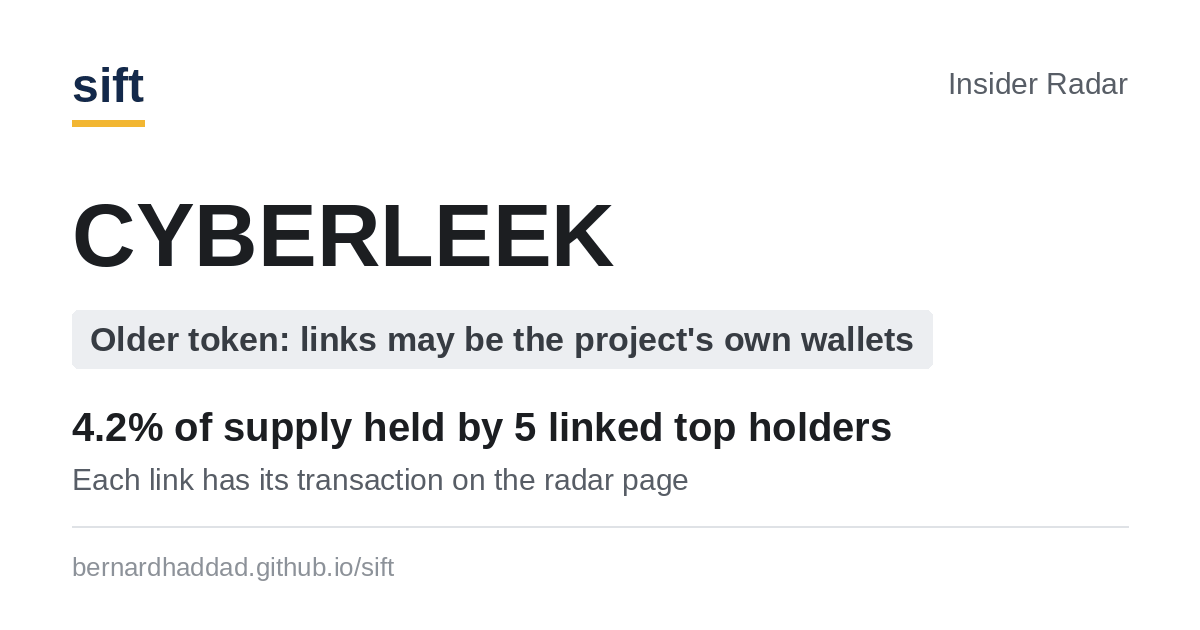 sift
Insider Radar
CYBERLEEK
Older token: links may be the project's own wallets
4.2% of supply held by 5 linked top holders
Each link has its transaction on the radar page
bernardhaddad.github.io/sift